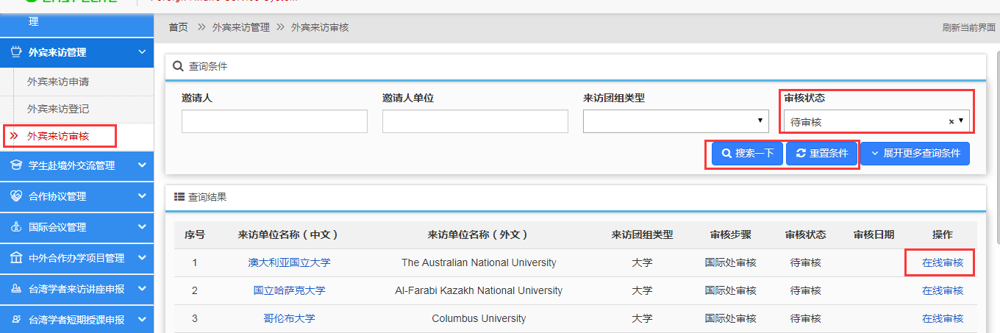 理
首页 外宾来访管理 外宾来访审核 刷新当前界面
外宾来访管理
外宾来访申请
外宾来访登记
外宾来访审核
学生赴境外交流管理
合作协议管理
国际会议管理
中外合作办学项目管理
台湾学者来访讲座申报
台湾学者短期授课申报
查询条件
邀请人 邀请人单位 来访团组类型 审核状态
待审核
搜索一下 重置条件 展开更多查询条件
查询结果
序号 来访单位名称（中文） 来访单位名称（外文） 来访团组类型 审核步骤 审核状态 审核日期 操作
1 澳大利亚国立大学 The Australian National University 大学 国际处审核 待审核 在线审核
2 国立哈萨克大学 Al-Farabi Kazakh National University 大学 国际处审核 待审核 在线审核
3 哥伦布大学 Columbus University 大学 国际处审核 待审核 在线审核